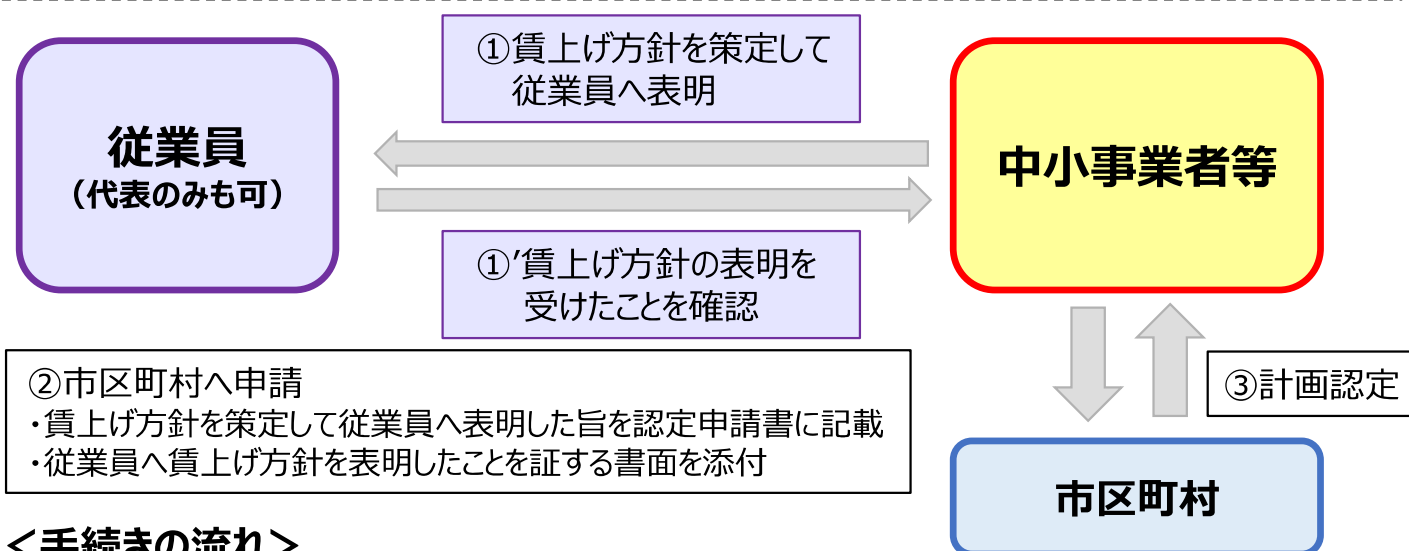 ①賃上げ方針を策定して
従業員へ表明
従業員
（代表のみも可）
中小事業者等
①’賃上げ方針の表明を
受けたことを確認
②市区町村へ申請
・賃上げ方針を策定して従業員へ表明した旨を認定申請書に記載
・従業員へ賃上げ方針を表明したことを証する書面を添付
③計画認定
市区町村
＜手続きの流れ＞